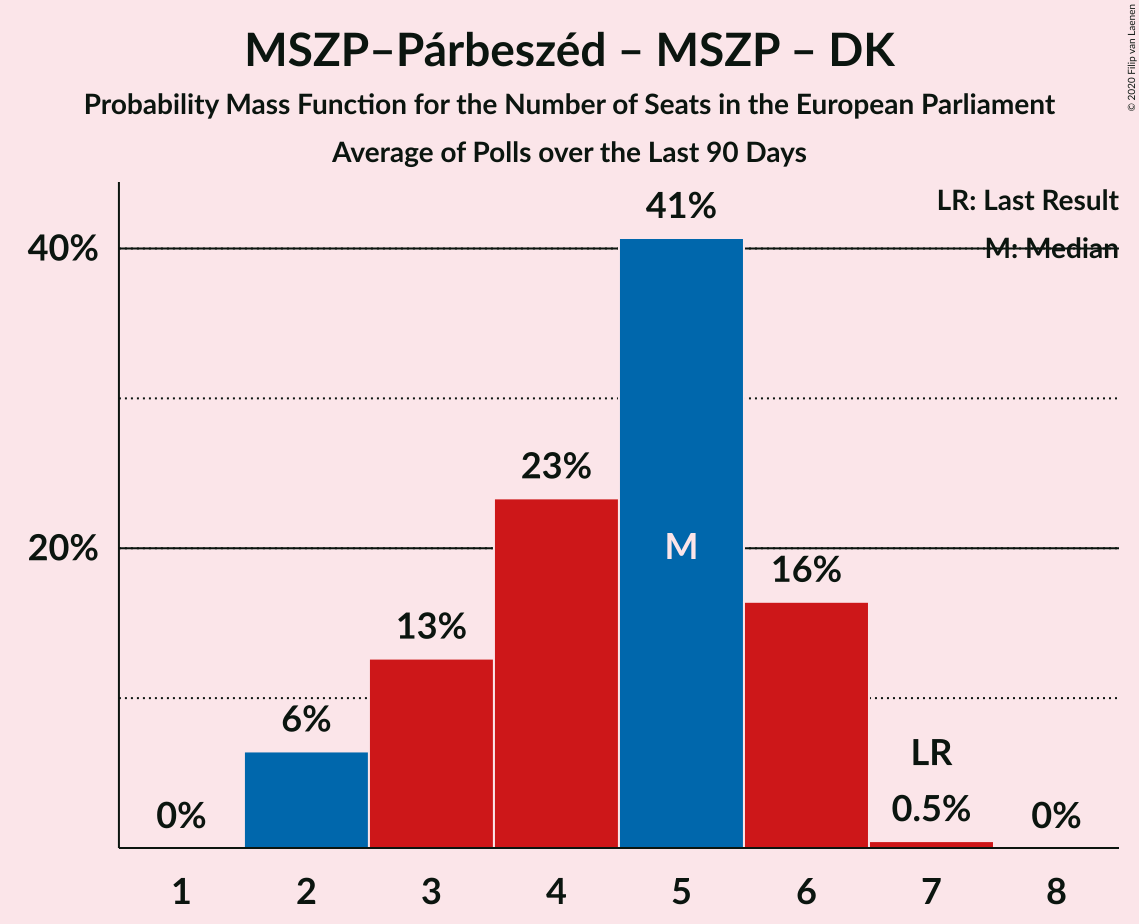 MSZP–Párbeszéd – MSZP – DK
Probability Mass Function for the Number of Seats in the European Parliament
Average of Polls over the Last 90 Days
© 2020 Filip van Laenen
LR: Last Result
M: Median
40%
20%
0%
6%
13%
23%
41%
M
16%
LR
0.5%
0%
1 2 3 4 5 6 7 8